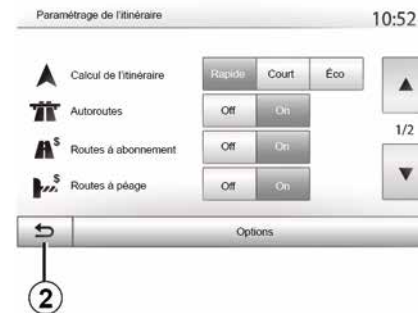 Paramétrage de l'itinéraire 10:52
Calcul de l'itinéraire Rapide Court Éco
Autoroutes Off On
1/2
Routes à abonnement Off On
Routes à péage Off On
Options
2